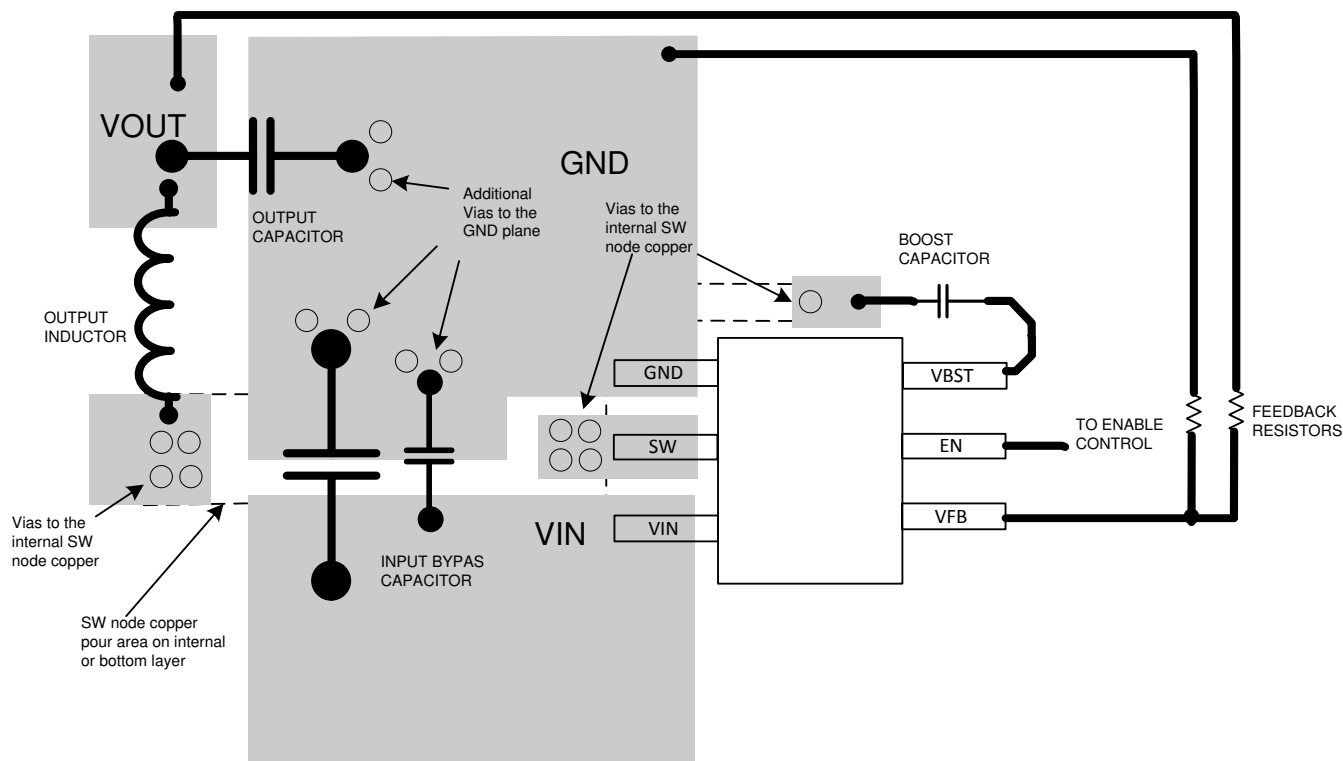 VOUT
GND
OUTPUT
CAPACITOR
Additional
Vias to the
GND plane
Vias to the
internal SW
node copper
BOOST
CAPACITOR
OUTPUT
INDUCTOR
GND
VBST
FEEDBACK
RESISTORS
TO ENABLE
CONTROL
SW
EN
Vias to the
internal SW
node copper
VIN
VIN
VFB
INPUT BYPAS
CAPACITOR
SW node copper
pour area on internal
or bottom layer